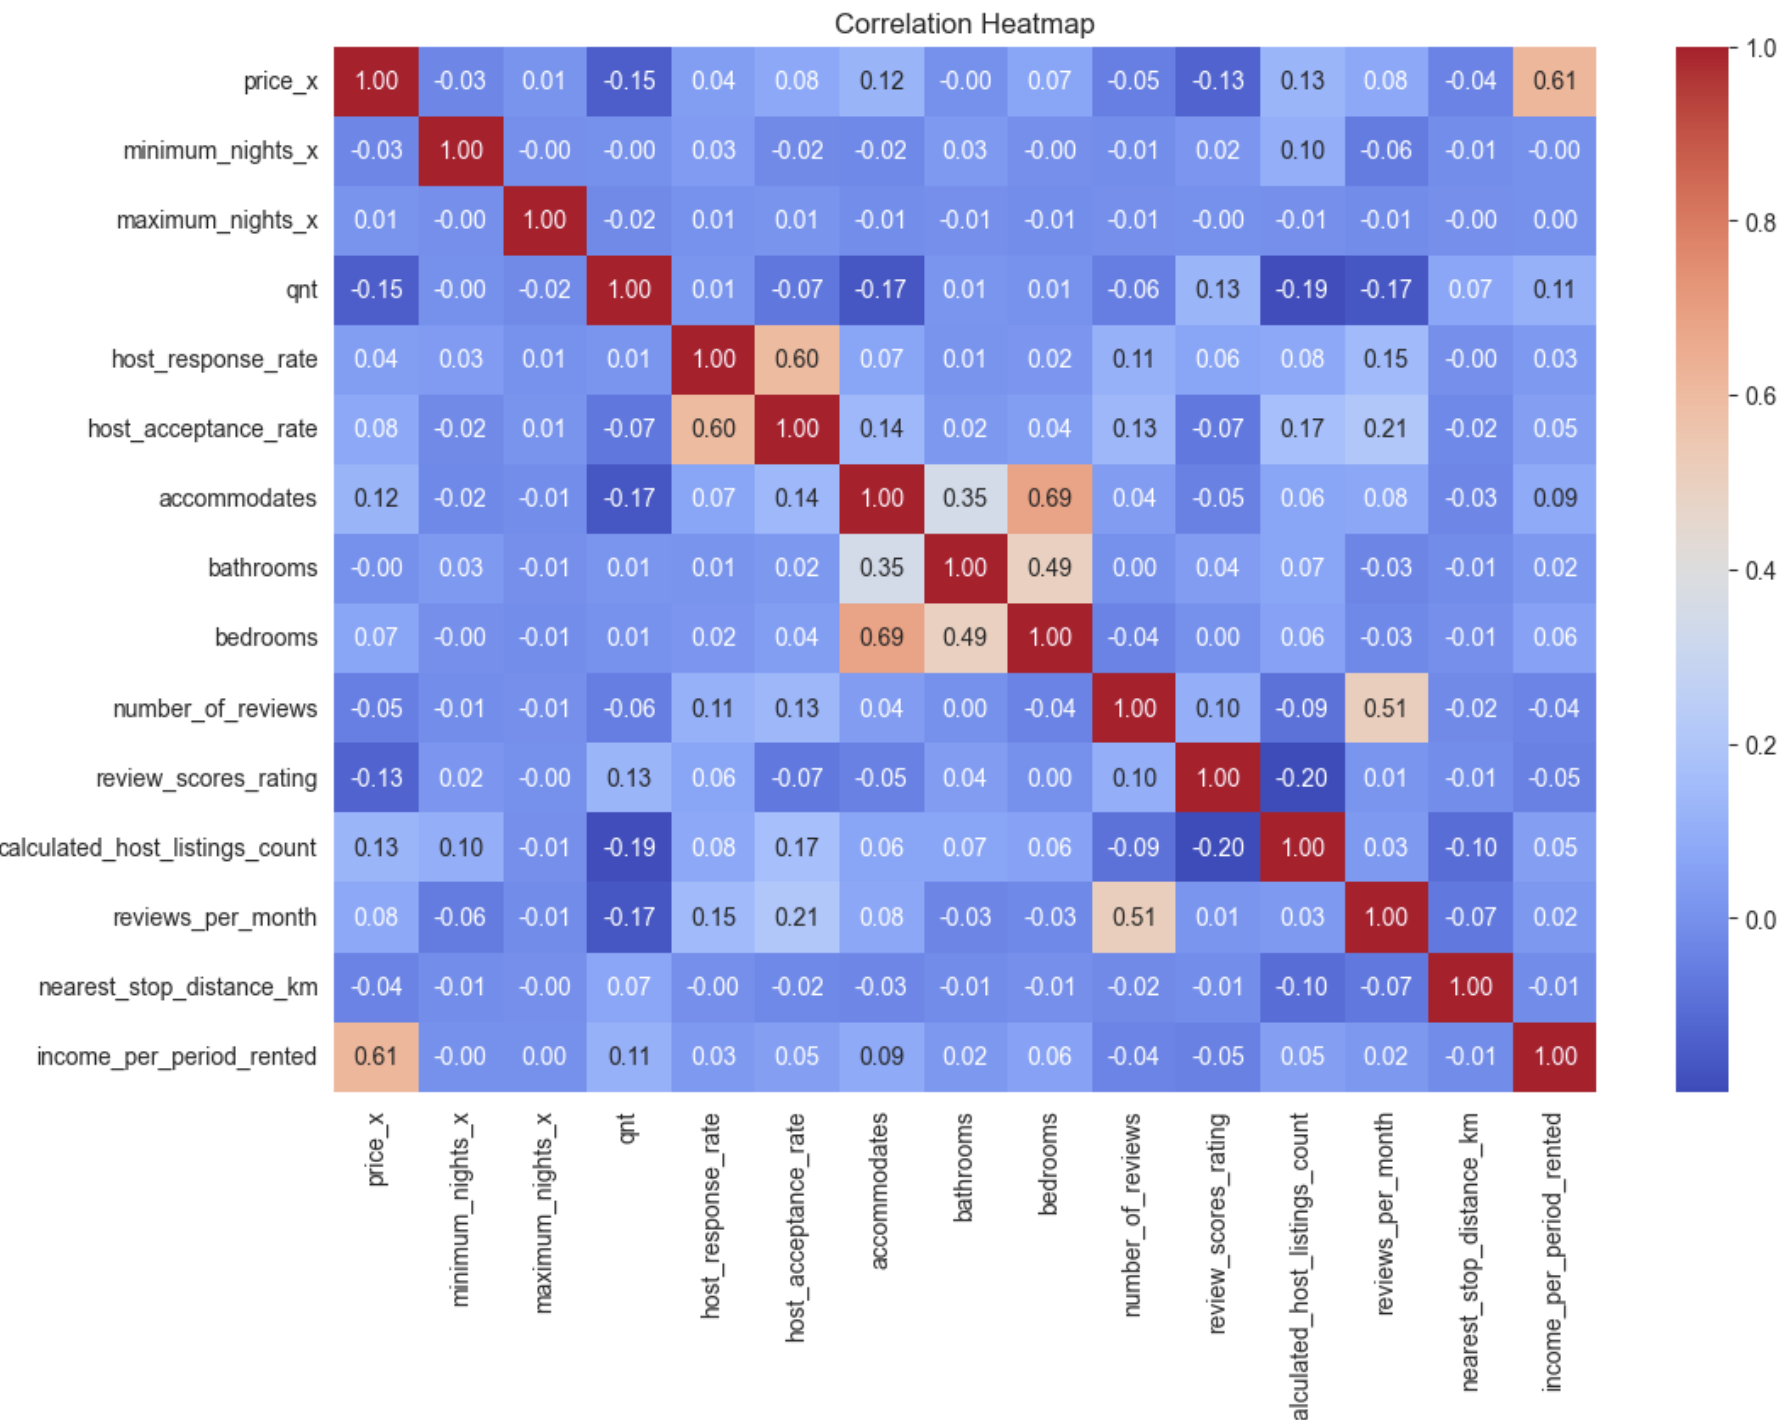 Correlation Heatmap
price_x 1.00 -0.03 0.01 -0.15 0.04 0.08 0.12 -0.00 0.07 -0.05 -0.13 0.13 0.08 -0.04 0.61
minimum_nights_x -0.03 1.00 -0.00 -0.00 0.03 -0.02 -0.02 0.03 -0.00 -0.01 0.02 0.10 -0.06 -0.01 -0.00
maximum_nights_x 0.01 -0.00 1.00 -0.02 0.01 0.01 -0.01 -0.01 -0.01 -0.01 -0.00 -0.01 -0.01 -0.00 0.00
qnt -0.15 -0.00 -0.02 1.00 0.01 -0.07 -0.17 0.01 0.01 -0.06 0.13 -0.19 -0.17 0.07 0.11
host_response_rate 0.04 0.03 0.01 0.01 1.00 0.60 0.07 0.01 0.02 0.11 0.06 0.08 0.15 -0.00 0.03
host_acceptance_rate 0.08 -0.02 0.01 -0.07 0.60 1.00 0.14 0.02 0.04 0.13 -0.07 0.17 0.21 -0.02 0.05
accommodates 0.12 -0.02 -0.01 -0.17 0.07 0.14 1.00 0.35 0.69 0.04 -0.05 0.06 0.08 -0.03 0.09
bathrooms -0.00 0.03 -0.01 0.01 0.01 0.02 0.35 1.00 0.49 0.00 0.04 0.07 -0.03 -0.01 0.02
bedrooms 0.07 -0.00 -0.01 0.01 0.02 0.04 0.69 0.49 1.00 -0.04 0.00 0.06 -0.03 -0.01 0.06
number_of_reviews -0.05 -0.01 -0.01 -0.06 0.11 0.13 0.04 0.00 -0.04 1.00 0.10 -0.09 0.51 -0.02 -0.04
review_scores_rating -0.13 0.02 -0.00 0.13 0.06 -0.07 -0.05 0.04 0.00 0.10 1.00 -0.20 0.01 -0.01 -0.05
calculated_host_listings_count 0.13 0.10 -0.01 -0.19 0.08 0.17 0.06 0.07 0.06 -0.09 -0.20 1.00 0.03 -0.10 0.05
reviews_per_month 0.08 -0.06 -0.01 -0.17 0.15 0.21 0.08 -0.03 -0.03 0.51 0.01 0.03 1.00 -0.07 0.02
nearest_stop_distance_km -0.04 -0.01 -0.00 0.07 -0.00 -0.02 -0.03 -0.01 -0.01 -0.02 -0.01 -0.10 -0.07 1.00 -0.01
income_per_period_rented 0.61 -0.00 0.00 0.11 0.03 0.05 0.09 0.02 0.06 -0.04 -0.05 0.05 0.02 -0.01 1.00
price_x
minimum_nights_x
maximum_nights_x
qnt
host_response_rate
host_acceptance_rate
accommodates
bathrooms
bedrooms
number_of_reviews
review_scores_rating
alculated_host_listings_count
reviews_per_month
nearest_stop_distance_km
income_per_period_rented
1.0
0.8
0.6
0.4
0.2
0.0